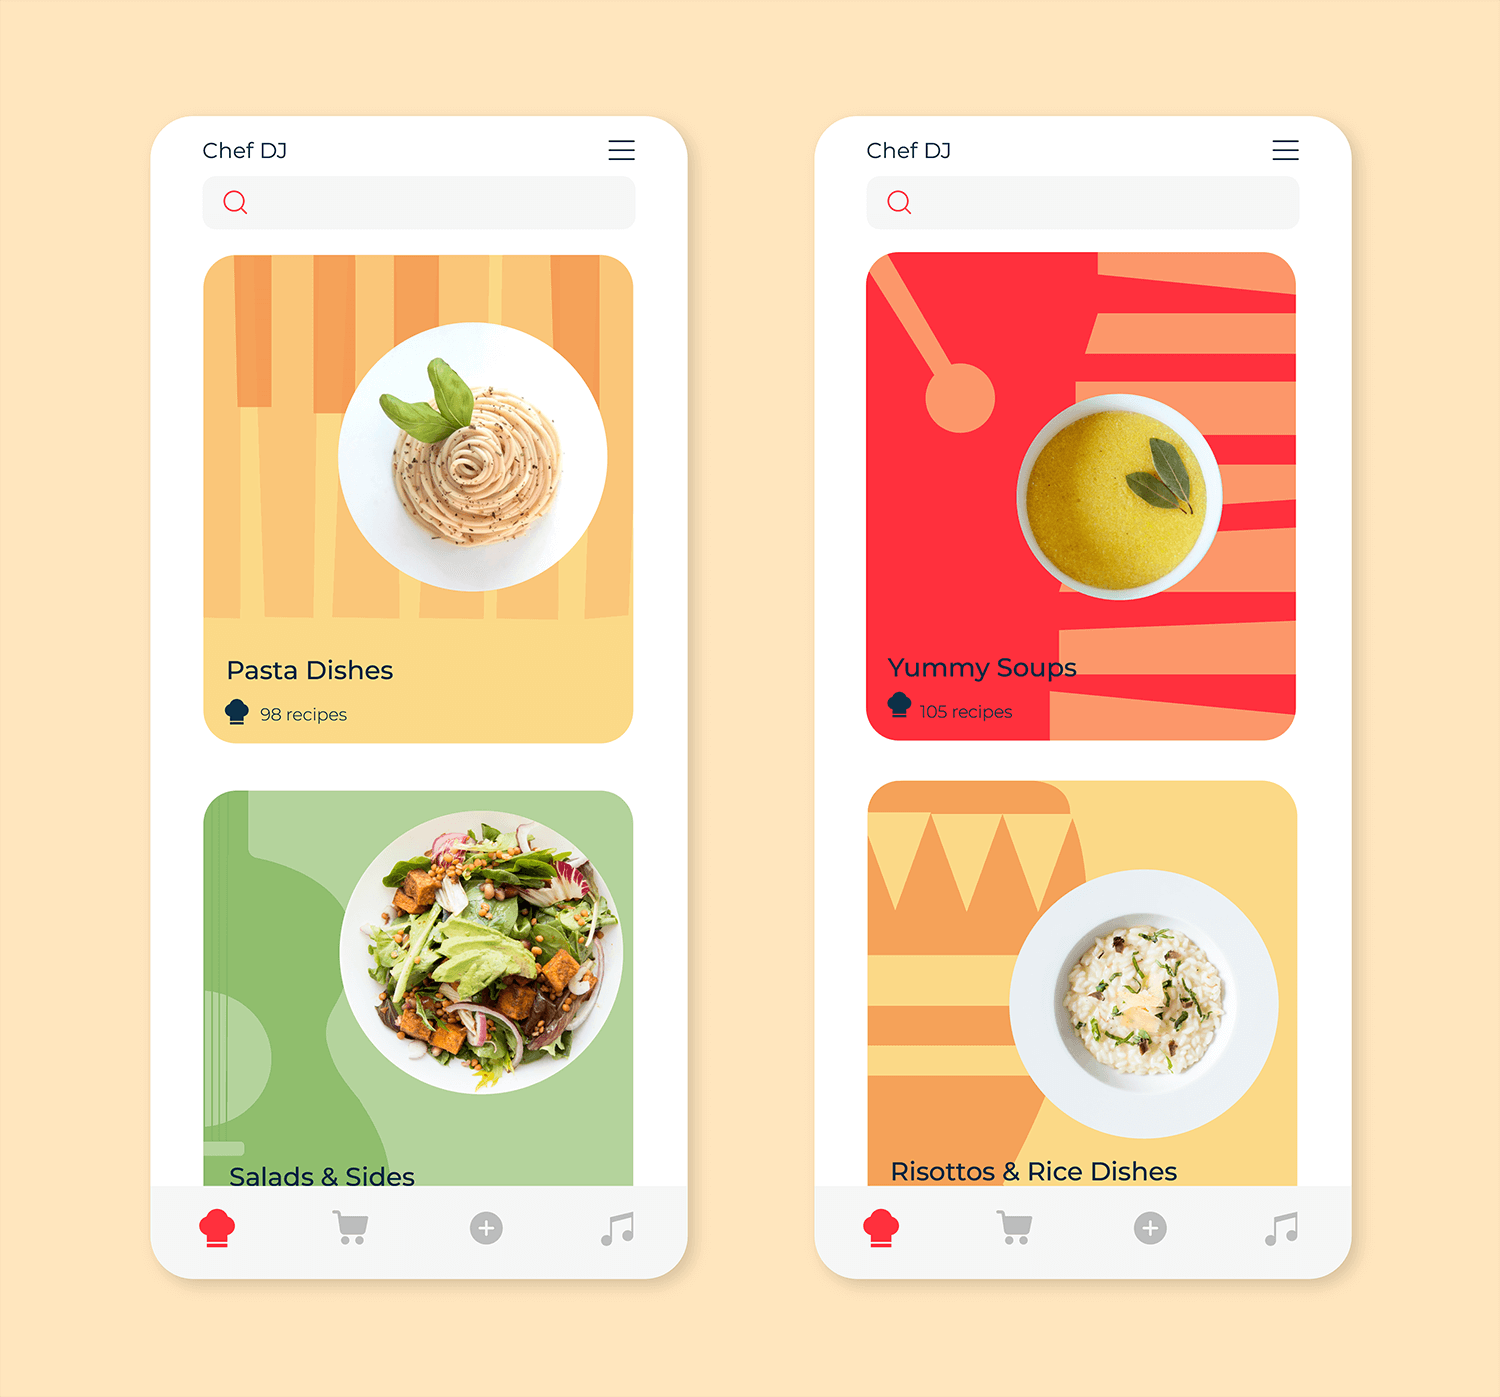 Chef DJ
Pasta Dishes
98 recipes
Salads & Sides
Chef DJ
Yummy Soups
105 recipes
Risottos & Rice Dishes